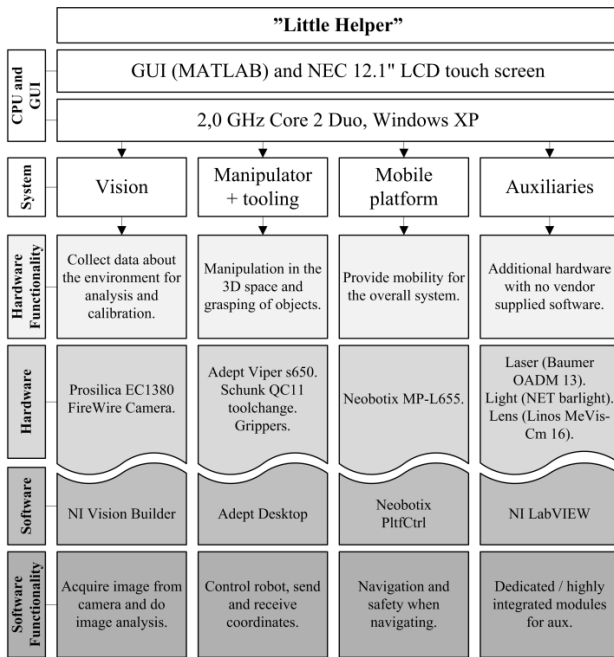 ”Little Helper”
CPU and
GUI
GUI (MATLAB) and NEC 12.1" LCD touch screen
2,0 GHz Core 2 Duo, Windows XP
System
Vision
Manipulator
+ tooling
Mobile
platform
Auxiliaries
Hardware
Functionality
Collect data about
the environment for
analysis and
calibration.
Manipulation in the
3D space and
grasping of objects.
Provide mobility for
the overall system.
Additional hardware
with no vendor
supplied software.
Hardware
Prosilica EC1380
FireWire Camera.
Adept Viper s650.
Schunk QC11
toolchange.
Grippers.
Neobotix MP-L655.
Laser (Baumer
OADM 13).
Light (NET barlight).
Lens (Linos MeVis-
Cm 16).
Software
NI Vision Builder
Adept Desktop
Neobotix
PltfCtrl
NI LabVIEW
Software
Functionality
Acquire image from
camera and do
image analysis.
Control robot, send
and receive
coordinates.
Navigation and
safety when
navigating.
Dedicated / highly
integrated modules
for aux.